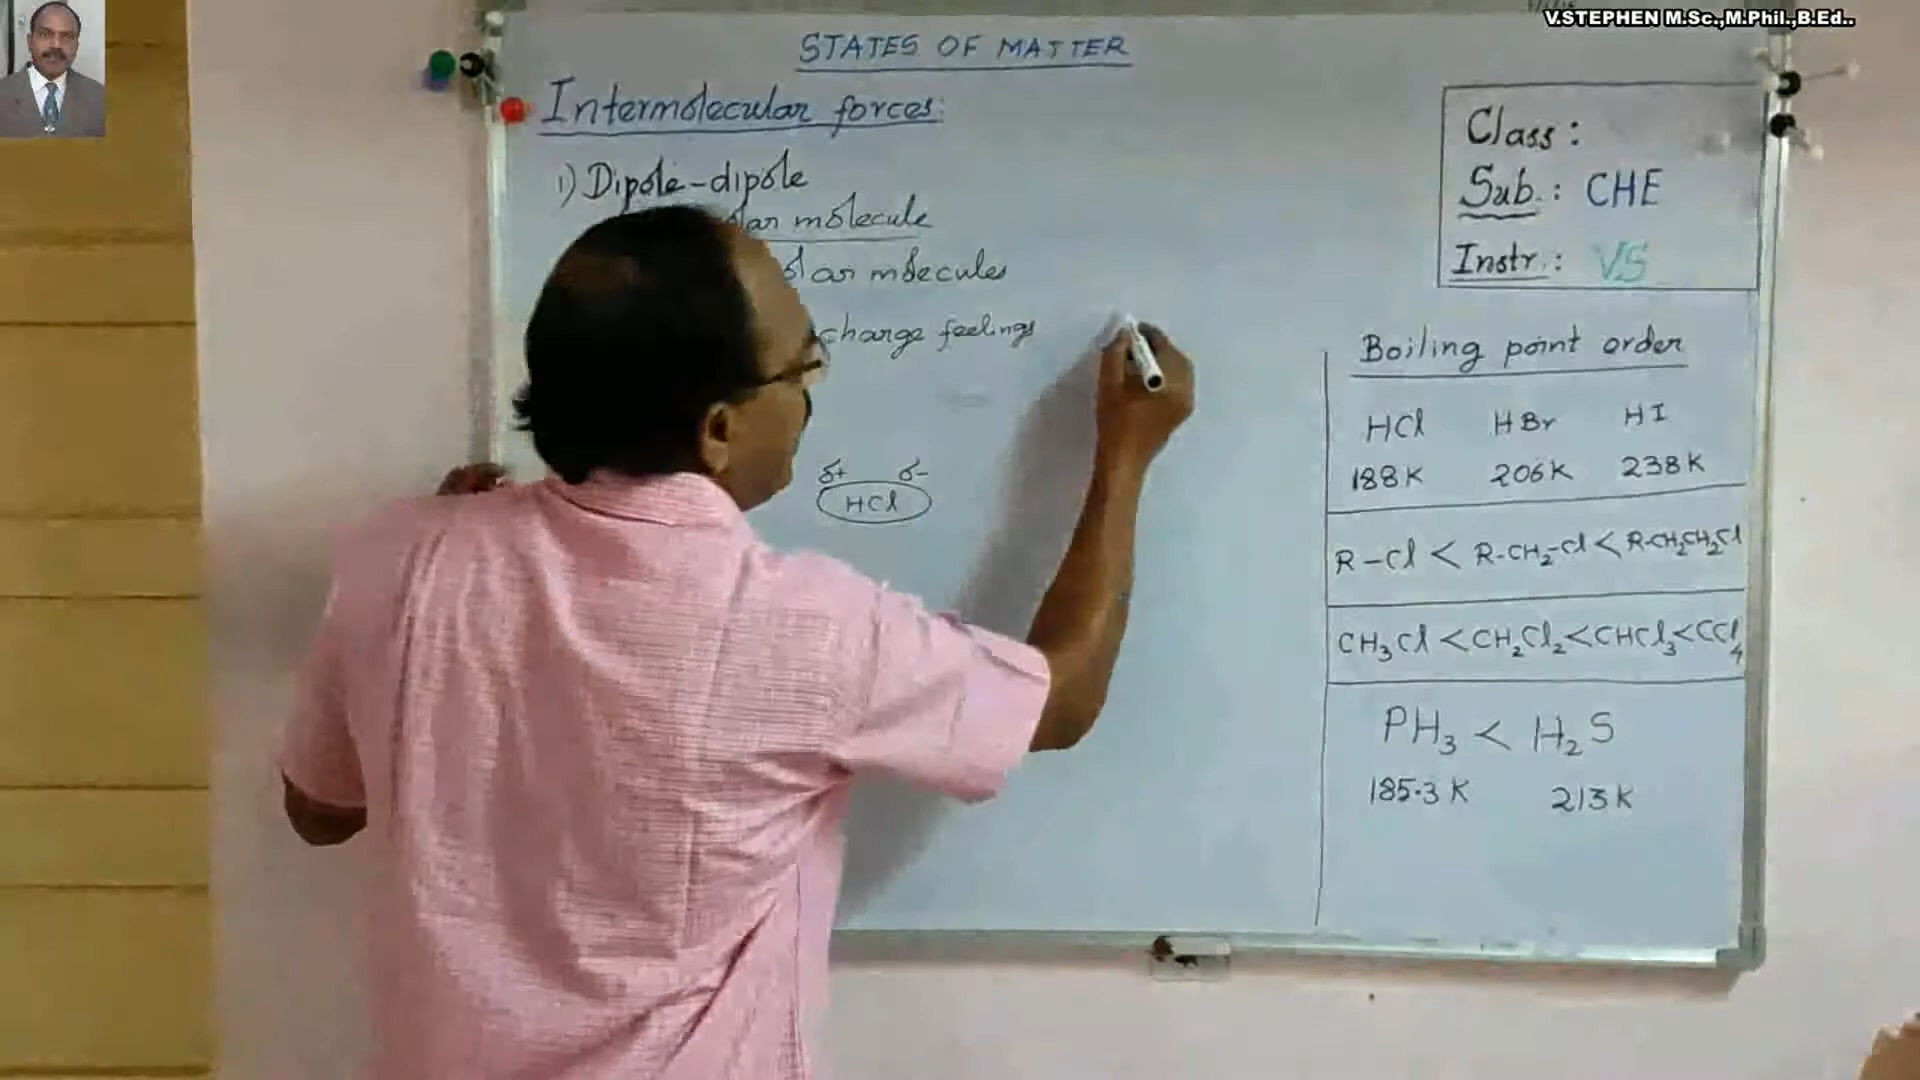 V.STEPHEN M.Sc.,M.Phil.,B.Ed..
STATES OF MATTER
Intermolecular forces:
1) Dipole-dipole
molecule
molecules
charge feelings
δ+ δ-
HCl
Class :
Sub. : CHE
Instr. : VS
Boiling point order
HCl HBr HI
188K 206K 238K
R-Cl < R-CH₂-Cl < R-CH₂CH₂Cl
CH₃Cl < CH₂Cl₂ < CHCl₃ < CCl₄
PH₃ < H₂S
185.3 K 213 K